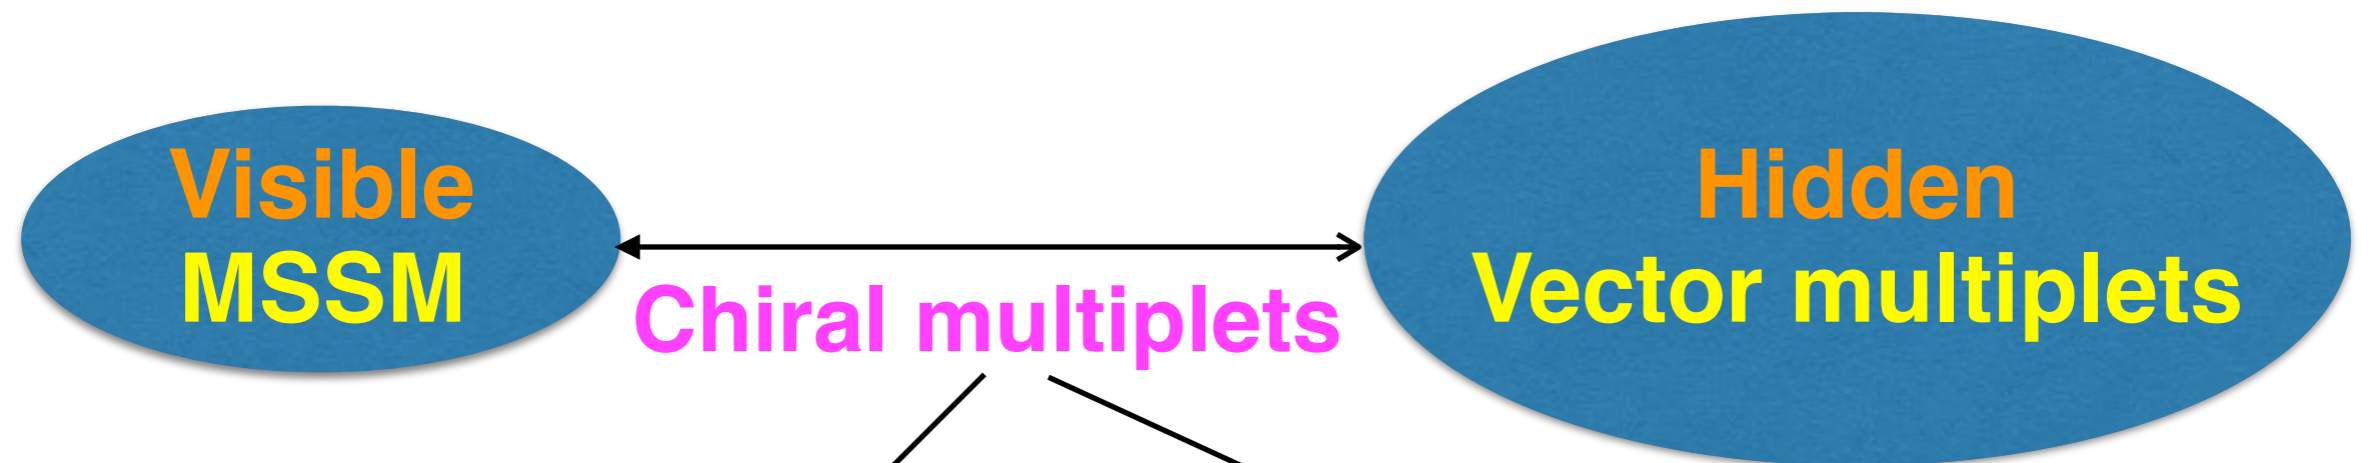 Visible
MSSM
Chiral multiplets
Hidden
Vector multiplets